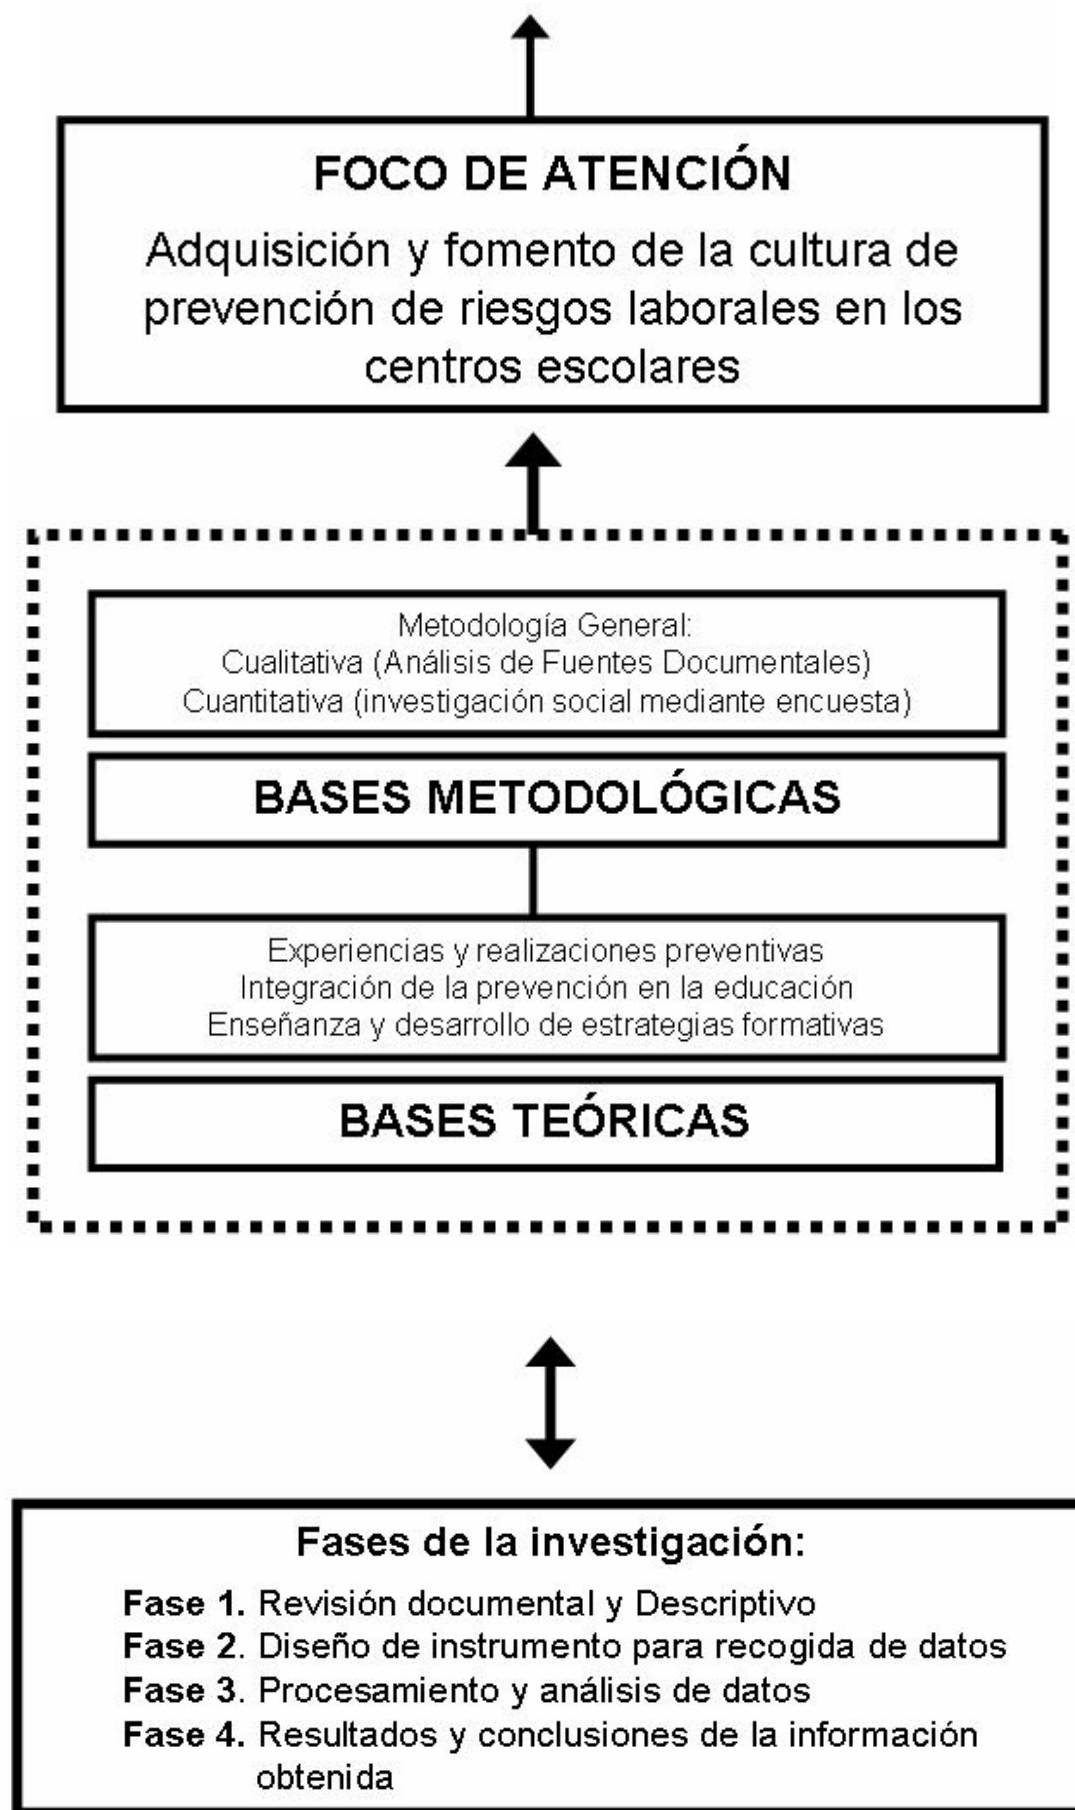 FOCO DE ATENCIÓN
Adquisición y fomento de la cultura de
prevención de riesgos laborales en los
centros escolares
Metodología General:
Cualitativa (Análisis de Fuentes Documentales)
Cuantitativa (investigación social mediante encuesta)
BASES METODOLÓGICAS
Experiencias y realizaciones preventivas
Integración de la prevención en la educación
Enseñanza y desarrollo de estrategias formativas
BASES TEÓRICAS
Fases de la investigación:
Fase 1. Revisión documental y Descriptivo
Fase 2. Diseño de instrumento para recogida de datos
Fase 3. Procesamiento y análisis de datos
Fase 4. Resultados y conclusiones de la información
obtenida